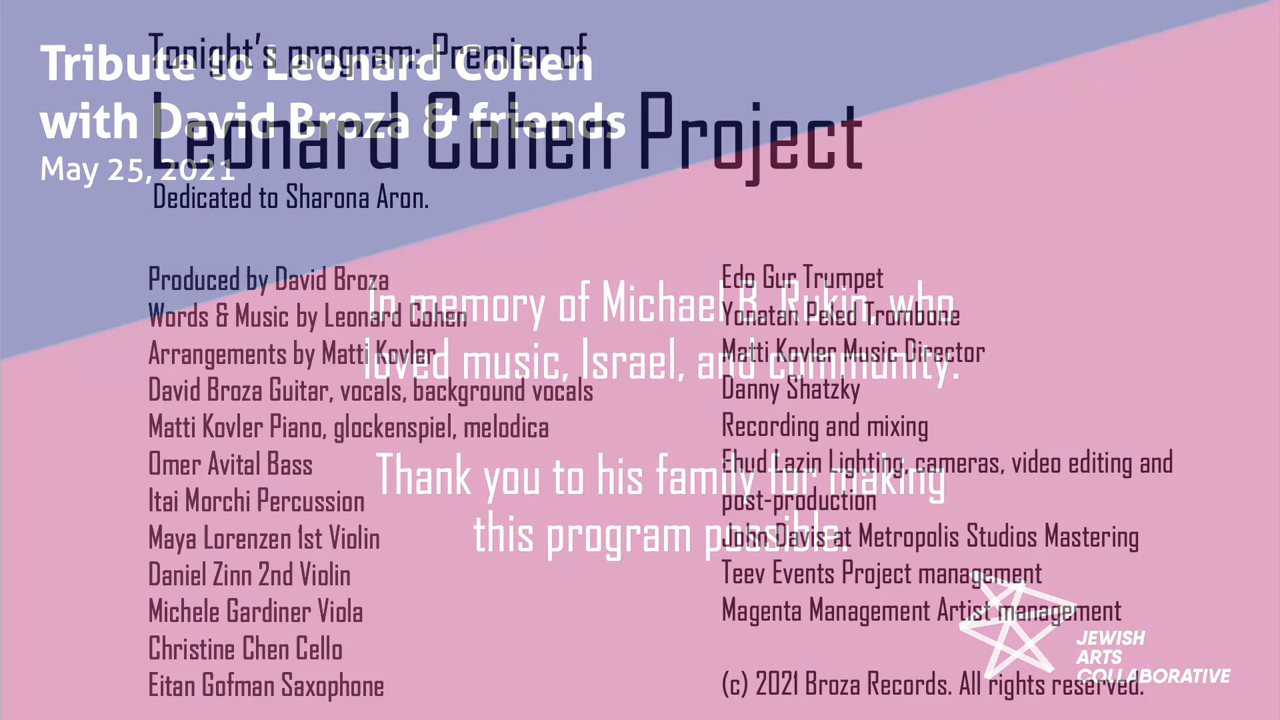 Tribute to Leonard Cohen
with David Broza & friends
May 25, 2021
Tonight's program: Premier of
Leonard Cohen Project
Dedicated to Sharona Aron.
Produced by David Broza
Words & Music by Leonard Cohen
Arrangements by Matti Kovler
David Broza Guitar, vocals, background vocals
Matti Kovler Piano, glockenspiel, melodica
Omer Avital Bass
Itai Morchi Percussion
Maya Lorenzen 1st Violin
Daniel Zinn 2nd Violin
Michele Gardiner Viola
Christine Chen Cello
Eitan Gofman Saxophone
Edo Gur Trumpet
Yonatan Peled Trombone
Matti Kovler Music Director
Danny Shatzky
Recording and mixing
Ehud Lazin Lighting, cameras, video editing and
post-production
John Davis at Metropolis Studios Mastering
Teev Events Project management
Magenta Management Artist management
(c) 2021 Broza Records. All rights reserved.
In memory of Michael B. Rukin, who
loved music, Israel, and community.
Thank you to his family for making
this program possible.
JEWISH
ARTS
COLLABORATIVE